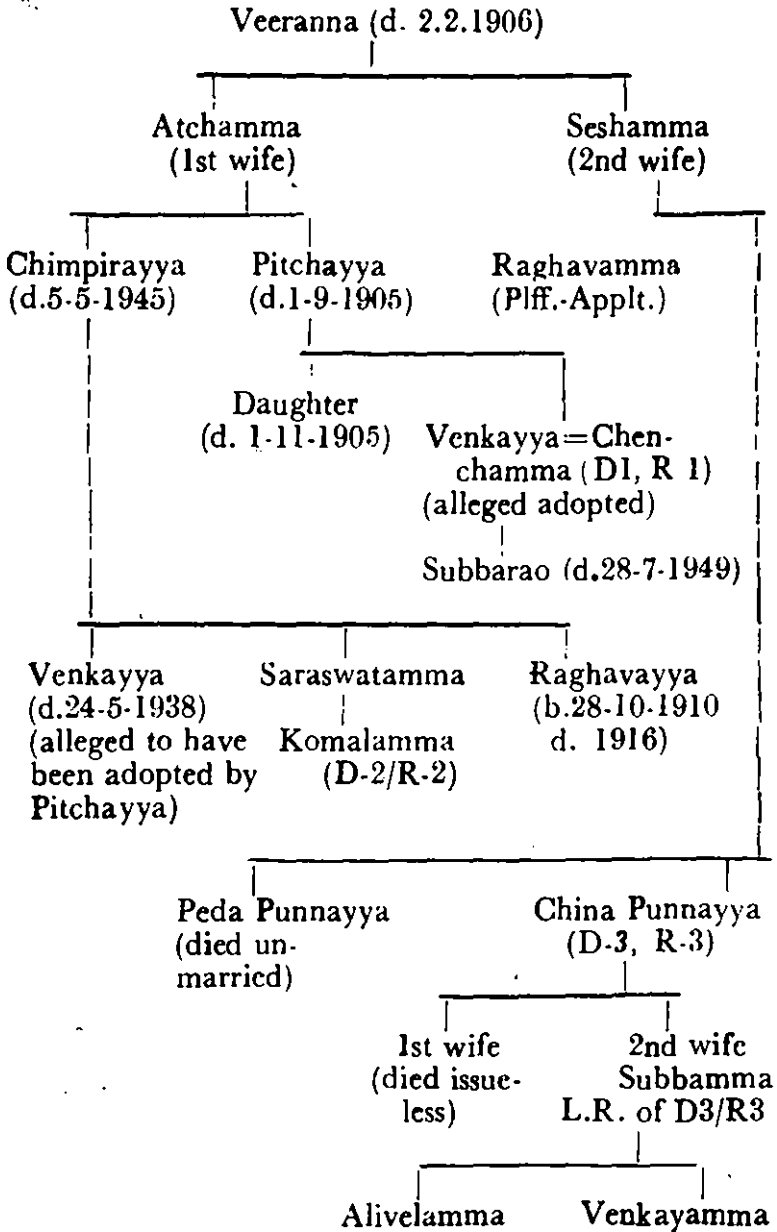 Veeranna (d. 2.2.1906)
Atchamma Seshamma
(1st wife) (2nd wife)
Chimpirayya Pitchayya Raghavamma
(d.5-5-1945) (d.1-9-1905) (Plff.-Applt.)
Daughter
(d. 1-11-1905) Venkayya=Chen-
chamma (D1, R 1)
(alleged adopted)
Subbarao (d.28-7-1949)
Venkayya Saraswatamma Raghavayya
(d.24-5-1938) (b.28-10-1910
(alleged to have Komalamma d. 1916)
been adopted by (D-2/R-2)
Pitchayya)
Peda Punnayya China Punnayya
(died un- (D-3, R-3)
married)
1st wife 2nd wife
(died issue- Subbamma
less) L.R. of D3/R3
Alivelamma Venkayamma